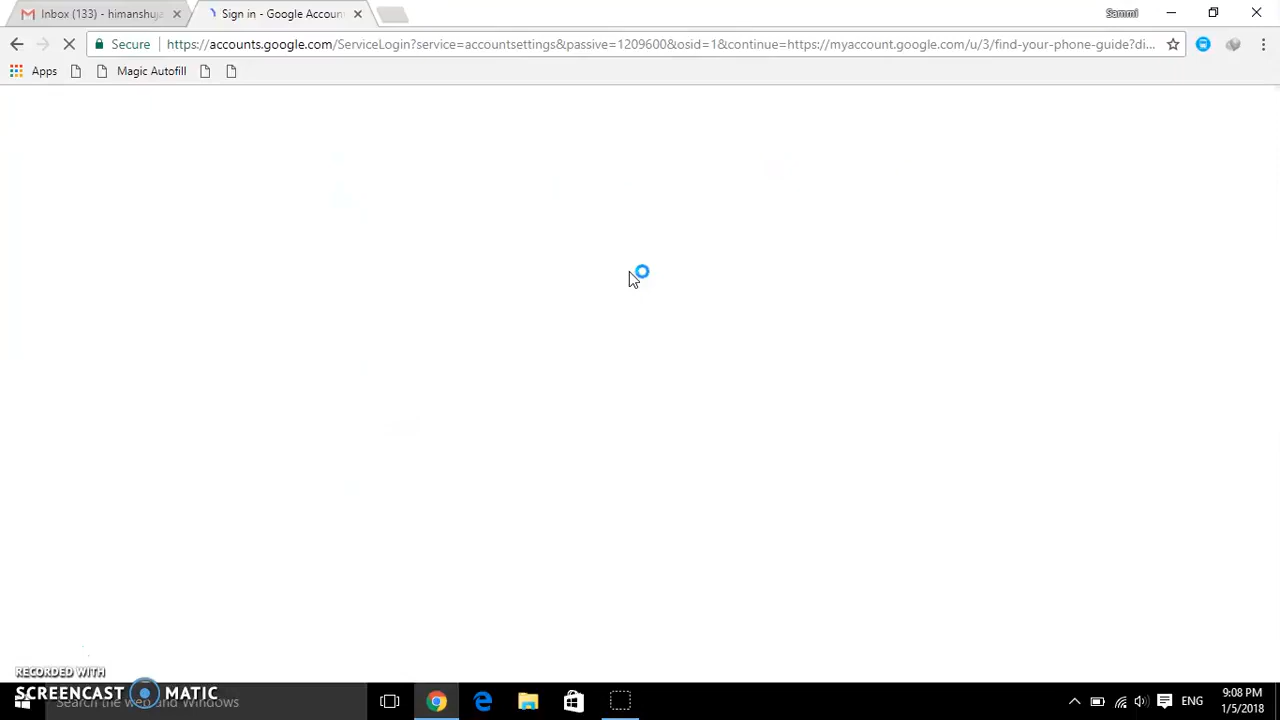 Inbox (133) - himanshuja
Sign in - Google Accoun
Sammi
Secure
https://accounts.google.com/ServiceLogin?service=accountsettings&passive=1209600&osid=1&continue=https://myaccount.google.com/u/3/find-your-phone-guide?di...
Apps
Magic Autofill
RECORDED WITH
SCREENCAST MATIC
Search the web and Windows
ENG
9:08 PM
1/5/2018